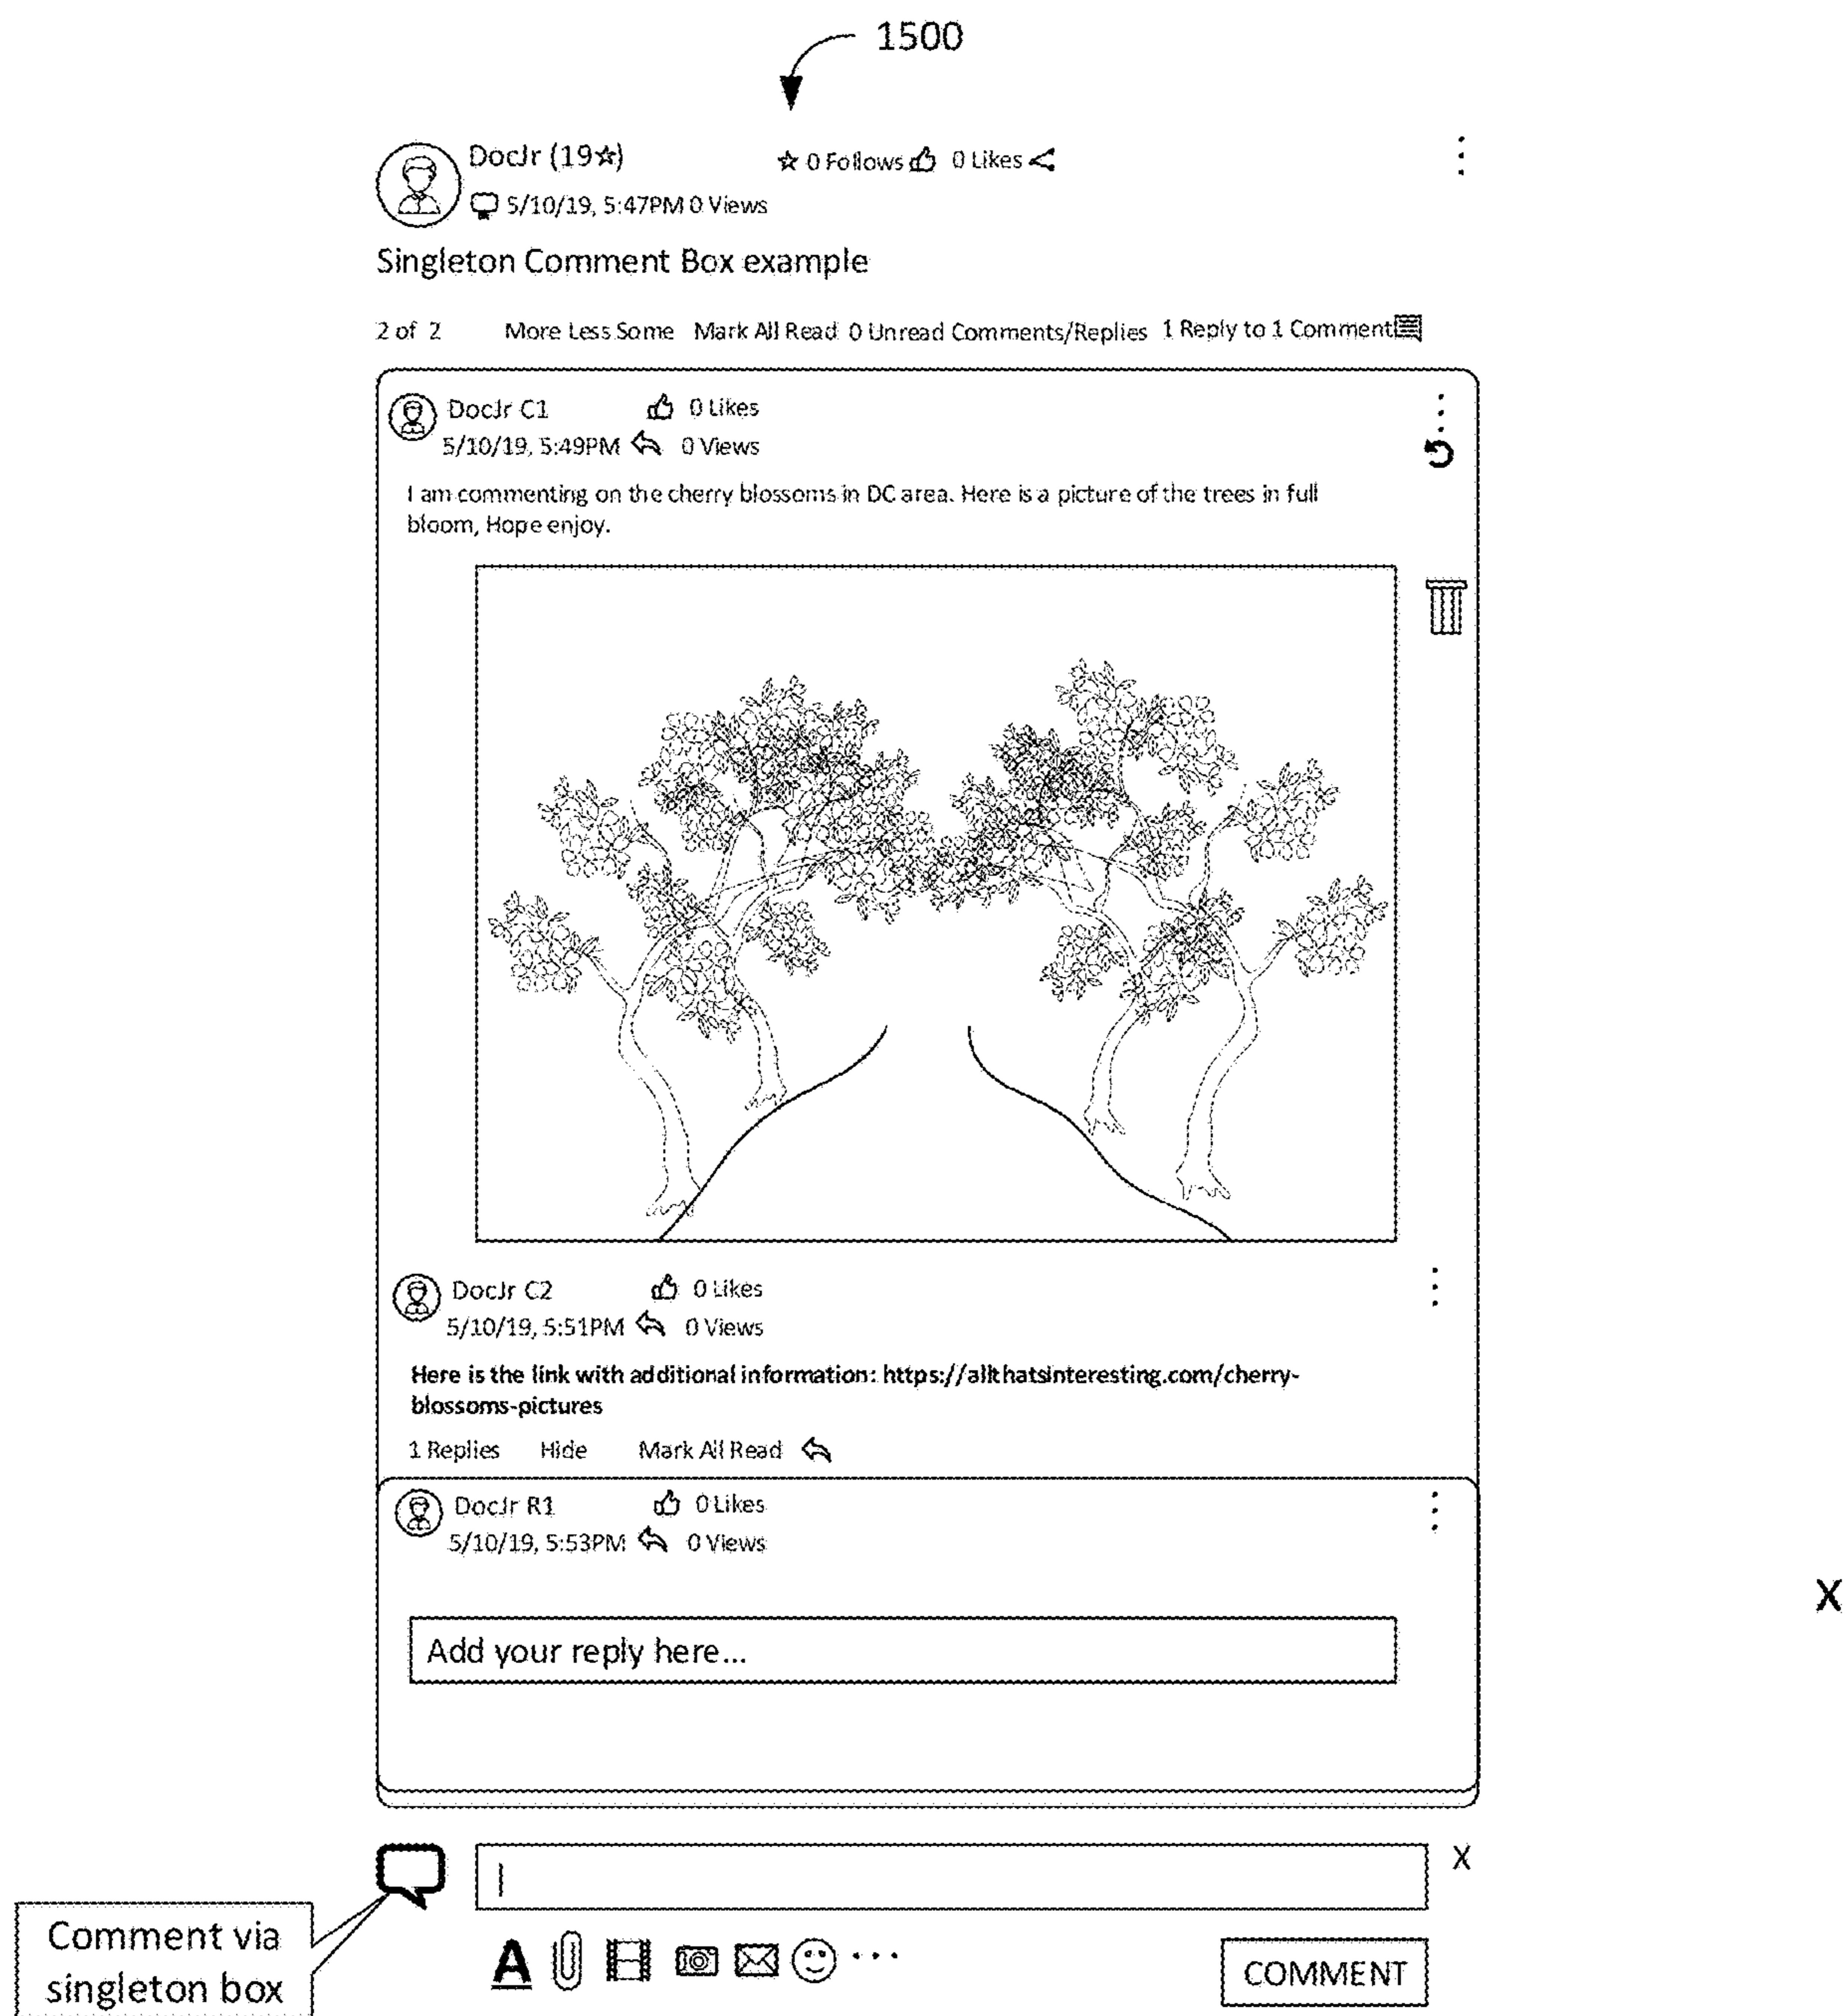 1500
DocJr (19☆) ☆ 0 Follows 0 Likes
5/10/19, 5:47PM 0 Views
Singleton Comment Box example
2 of 2 More Less Some Mark All Read 0 Unread Comments/Replies 1 Reply to 1 Comment
DocJr C1 0 Likes
5/10/19, 5:49PM 0 Views
I am commenting on the cherry blossoms in DC area. Here is a picture of the trees in full
bloom, Hope enjoy.
DocJr C2 0 Likes
5/10/19, 5:51PM 0 Views
Here is the link with additional information: https://allthatsinteresting.com/cherry-
blossoms-pictures
1 Replies Hide Mark All Read
DocJr R1 0 Likes
5/10/19, 5:53PM 0 Views
X
Add your reply here...
X
Comment via
singleton box
A ...
COMMENT